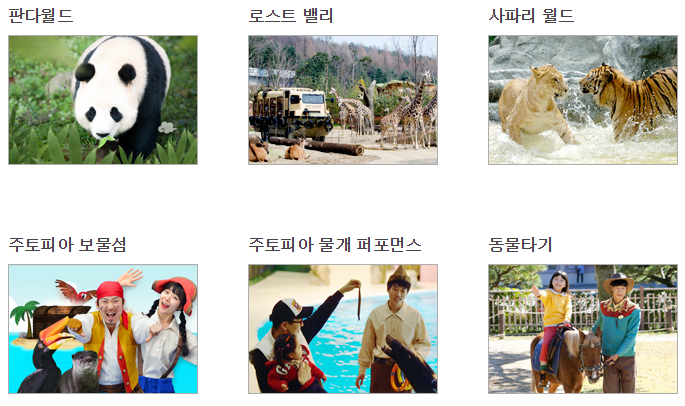 판다월드
로스트 밸리
사파리 월드
주토피아 보물섬
주토피아 물개 퍼포먼스
동물타기